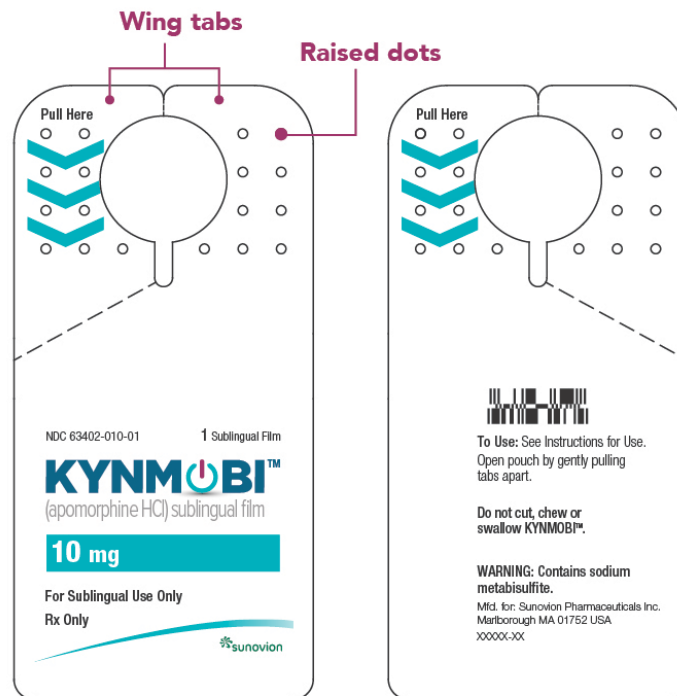 Wing tabs
Raised dots
Pull Here
NDC 63402-010-01 1 Sublingual Film
KYNMOBI™
(apomorphine HCl) sublingual film
10 mg
For Sublingual Use Only
Rx Only
sunovion
Pull Here
To Use: See Instructions for Use.
Open pouch by gently pulling
tabs apart.
Do not cut, chew or
swallow KYNMOBI™.
WARNING: Contains sodium
metabisulfite.
Mfd. for: Sunovion Pharmaceuticals Inc.
Marlborough MA 01752 USA
XXXXX-XX